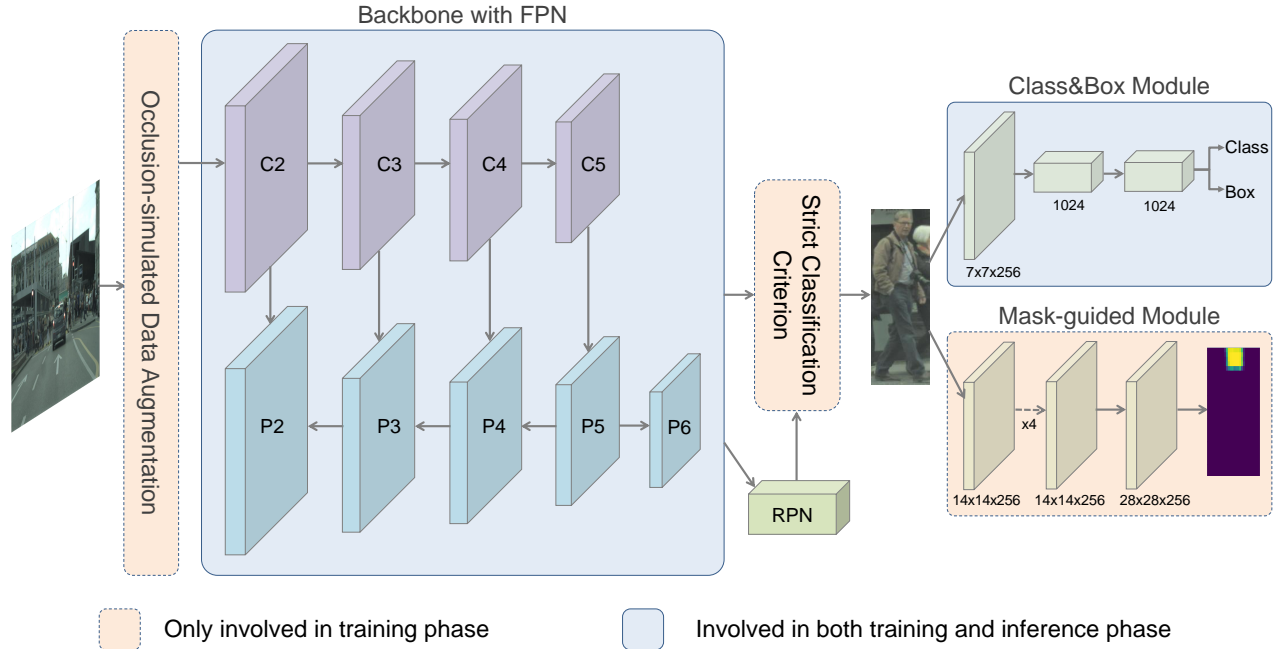 Backbone with FPN
Occlusion-simulated Data Augmentation
C2
C3
C4
C5
P2
P3
P4
P5
P6
Strict Classification
Criterion
RPN
Class&Box Module
7x7x256
1024
1024
Class
Box
Mask-guided Module
x4
14x14x256
14x14x256
28x28x256
Only involved in training phase
Involved in both training and inference phase